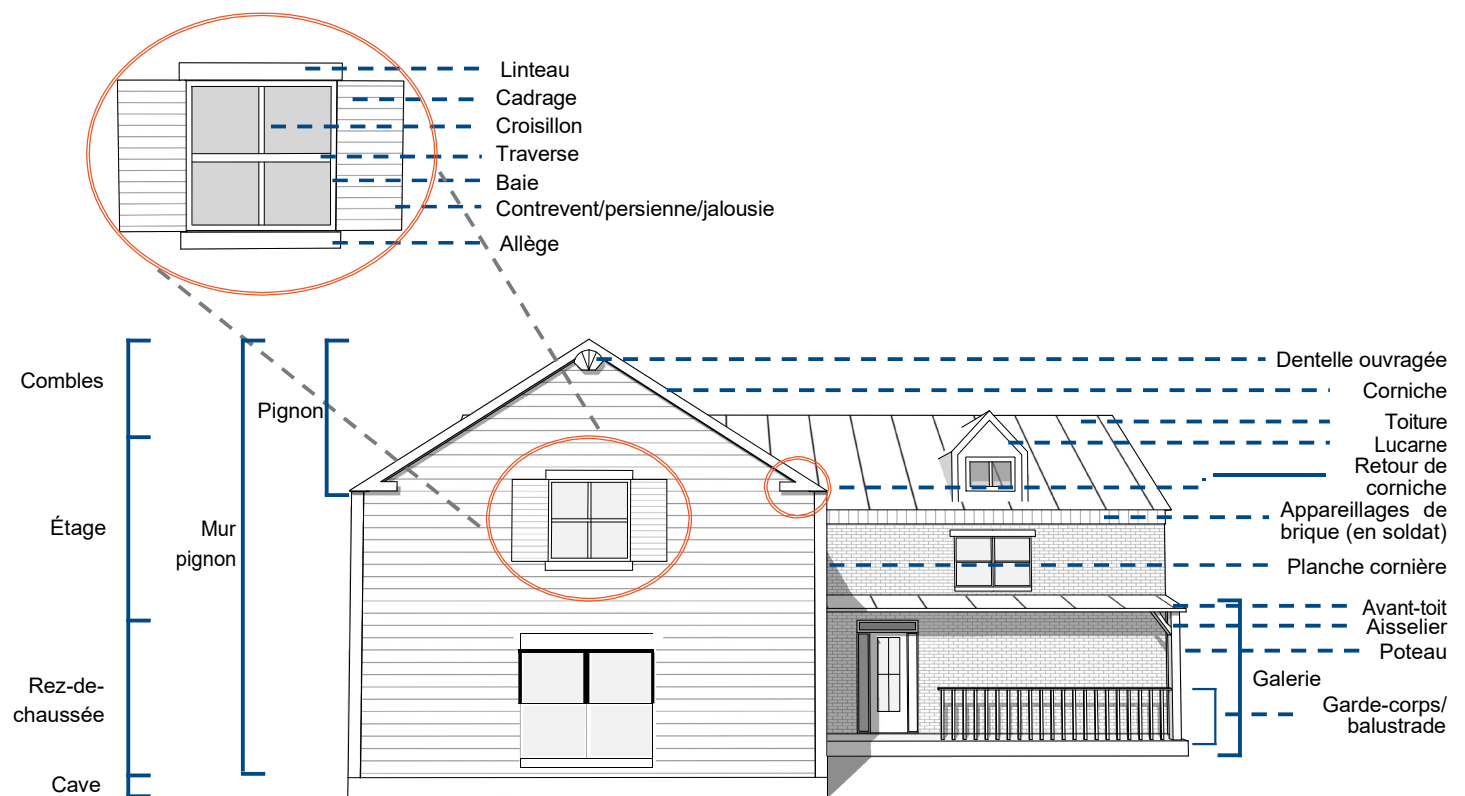 Linteau
Cadrage
Croisillon
Traverse
Baie
Contrevent/persienne/jalousie
Allège
Combles
Étage
Rez-de-
chaussée
Cave
Mur
pignon
Pignon
Dentelle ouvragée
Corniche
Toiture
Lucarne
Retour de
corniche
Appareillages de
brique (en soldat)
Planche cornière
Avant-toit
Aisselier
Poteau
Galerie
Garde-corps/
balustrade